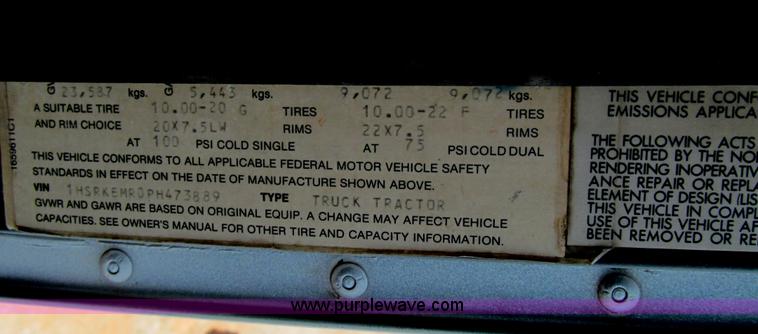 23,587 kgs. 5,443 kgs. 9,072 9,072 kgs.
A SUITABLE TIRE 10.00-20 G TIRES 10.00-22 F TIRES
AND RIM CHOICE 20X7.5LW RIMS 22X7.5 RIMS
AT 100 PSI COLD SINGLE AT 75 PSI COLD DUAL
THIS VEHICLE CONFORMS TO ALL APPLICABLE FEDERAL MOTOR VEHICLE SAFETY
STANDARDS IN EFFECT ON THE DATE OF MANUFACTURE SHOWN ABOVE.
VIN 1HSRKEMR0PH473889 TYPE TRUCK TRACTOR
GVWR AND GAWR ARE BASED ON ORIGINAL EQUIP. A CHANGE MAY AFFECT VEHICLE
CAPACITIES. SEE OWNER'S MANUAL FOR OTHER TIRE AND CAPACITY INFORMATION.
1659611C1
THIS VEHICLE CONF
EMISSIONS APPLICA
THE FOLLOWING ACTS
PROHIBITED BY THE NOI
RENDERING INOPERATIV
ANCE REPAIR OR REPLA
ELEMENT OF DESIGN (LIS
THIS VEHICLE IN COMPL
USE OF THIS VEHICLE AF
BEEN REMOVED OR RE
www.purplewave.com